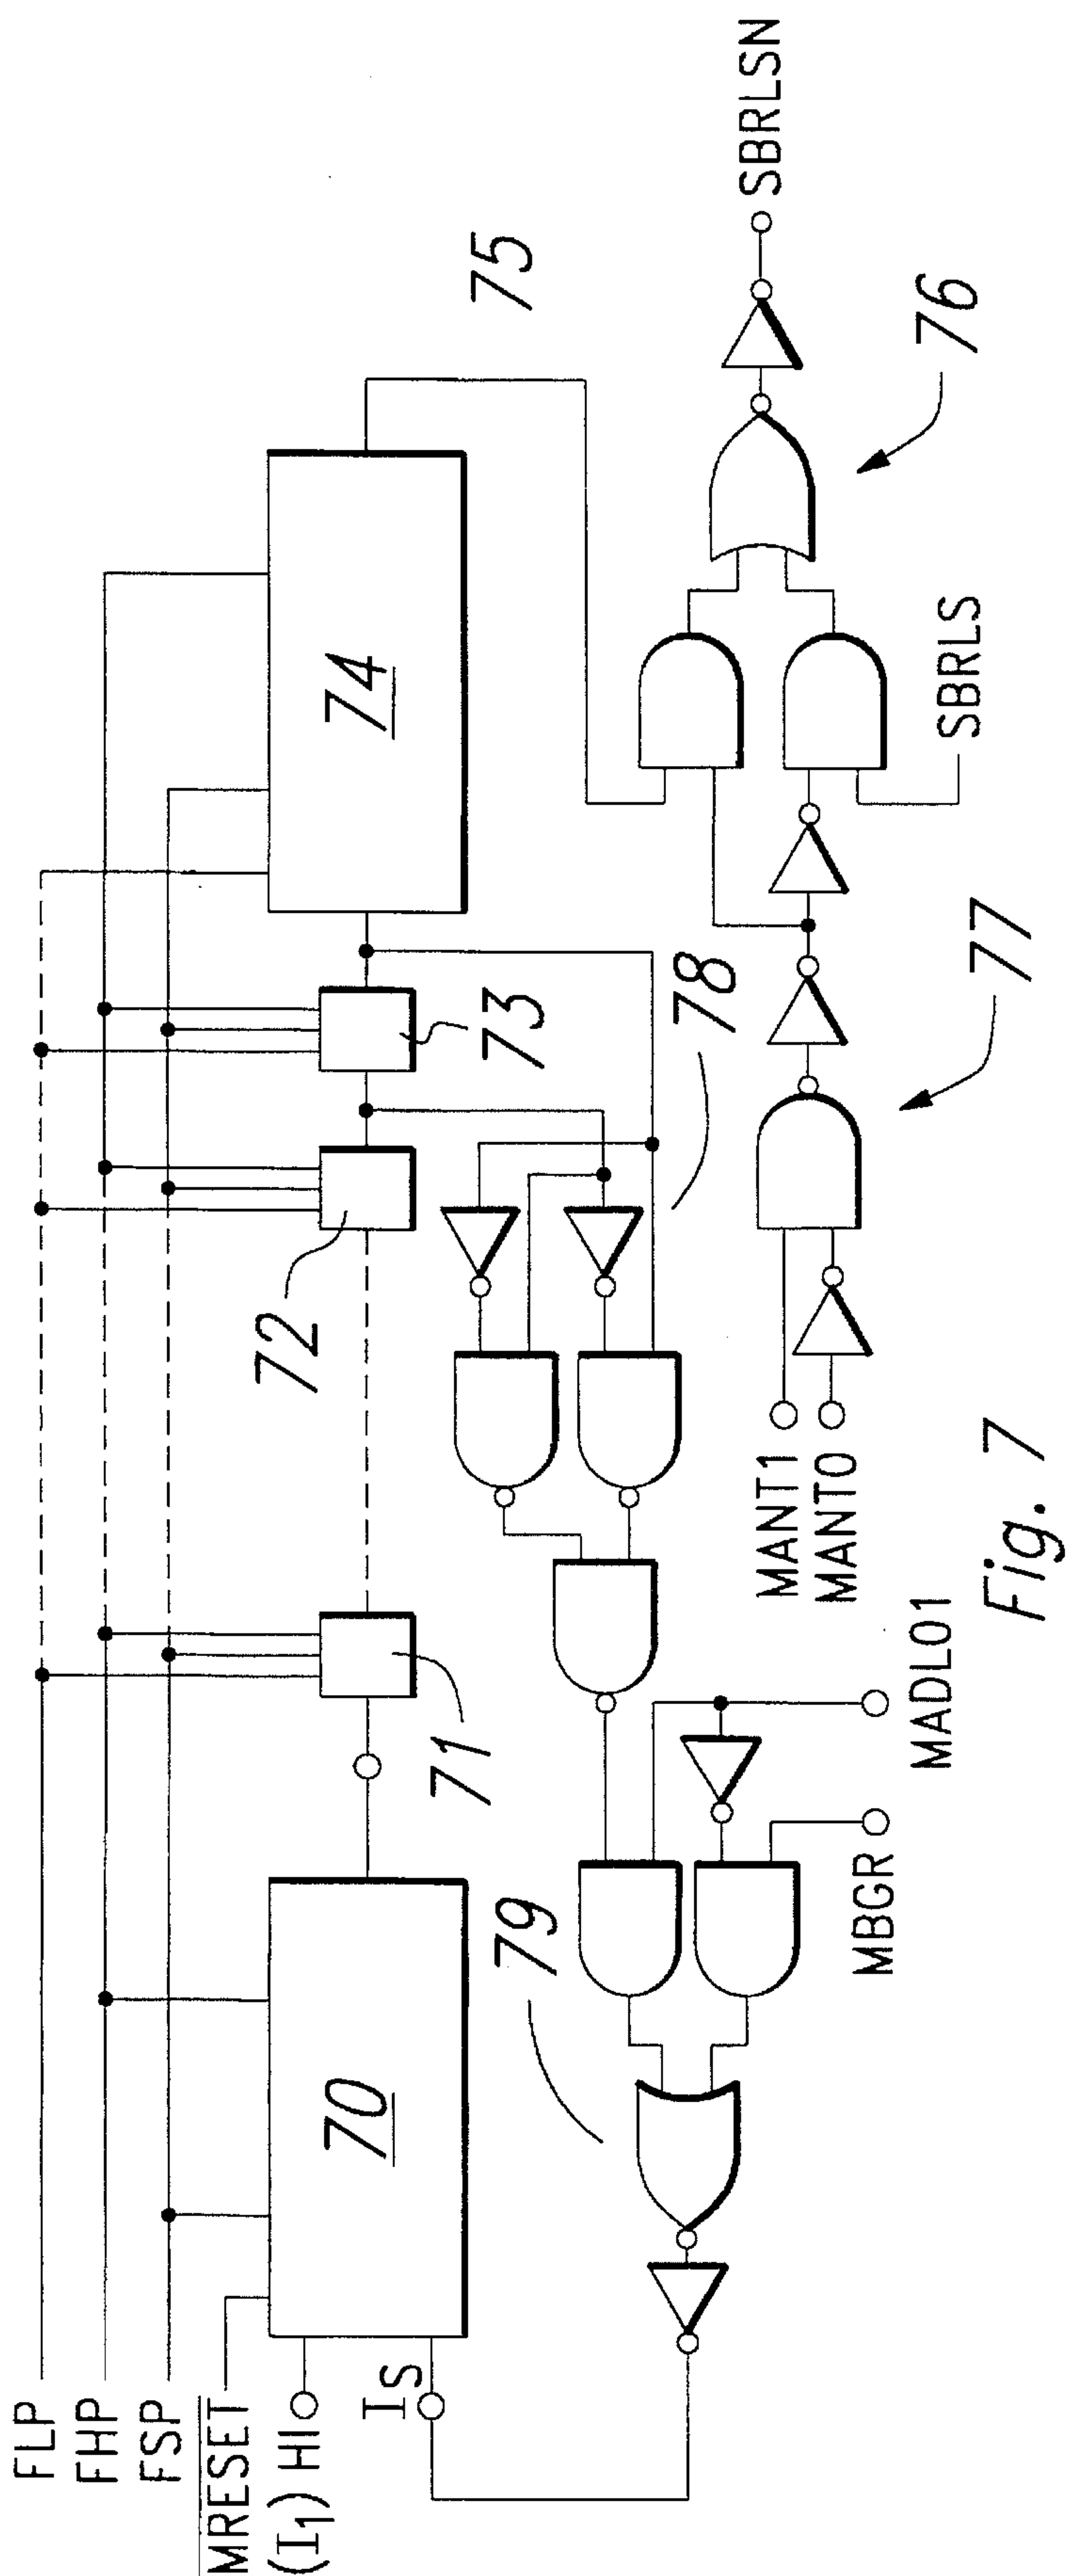 FLP
FHP
FSP
MRESET
(I₁) HI
I_S
70
71
72
73
74
75
76
77
78
79
MBGR
MADL01
MANT1
MANT0
SBRLS
SBRLSN
Fig. 7